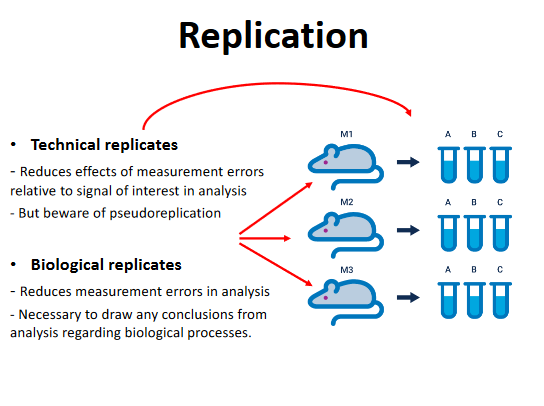 Replication
• Technical replicates
- Reduces effects of measurement errors
relative to signal of interest in analysis
- But beware of pseudoreplication
• Biological replicates
- Reduces measurement errors in analysis
- Necessary to draw any conclusions from
analysis regarding biological processes.
M1
A B C
M2
A B C
M3
A B C